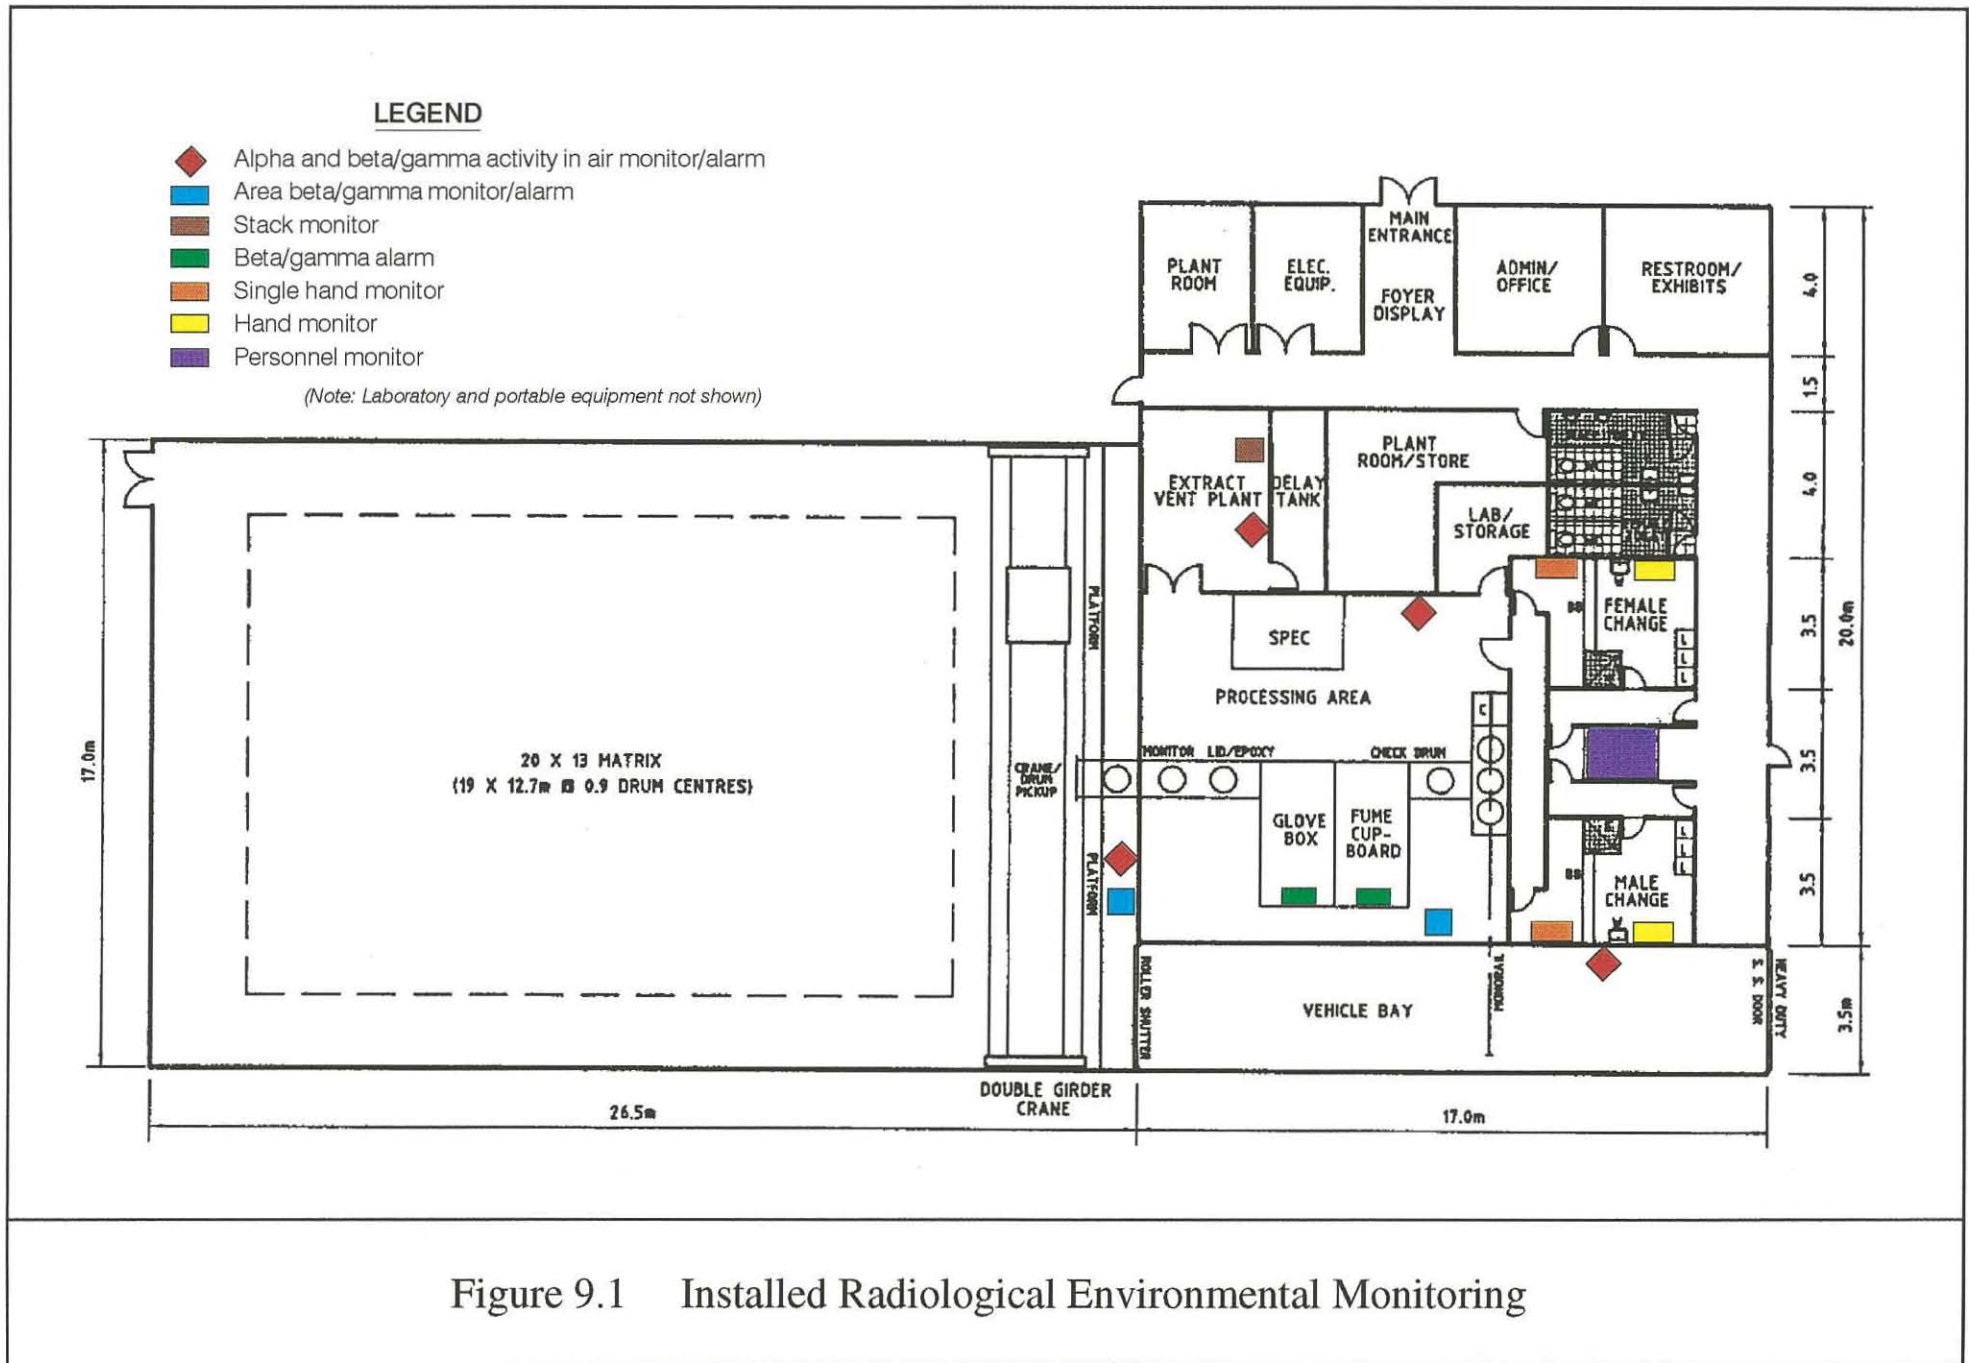 LEGEND
Alpha and beta/gamma activity in air monitor/alarm
Area beta/gamma monitor/alarm
Stack monitor
Beta/gamma alarm
Single hand monitor
Hand monitor
Personnel monitor
(Note: Laboratory and portable equipment not shown)
MAIN
ENTRANCE
PLANT
ROOM
ELEC.
EQUIP.
FOYER
DISPLAY
ADMIN/
OFFICE
RESTROOM/
EXHIBITS
4.0
1.5
4.0
3.5
3.5
3.5
20.0m
3.5m
EXTRACT
VENT PLANT
DELAY
TANK
PLANT
ROOM/STORE
LAB/
STORAGE
BB
FEMALE
CHANGE
L
L
L
SPEC
PROCESSING AREA
C
MONITOR LID/EPOXY
CHECK DRUM
GLOVE
BOX
FUME
CUP-
BOARD
L
L
L
BB
MALE
CHANGE
PLATFORM
PLATFORM
CRANE/
DRUM
PICKUP
17.0m
20 X 13 MATRIX
(19 X 12.7m @ 0.9 DRUM CENTRES)
ROLLER SHUTTER
VEHICLE BAY
MONORAIL
HEAVY DUTY
S. S. DOOR
DOUBLE GIRDER
CRANE
26.5m
17.0m
Figure 9.1 Installed Radiological Environmental Monitoring